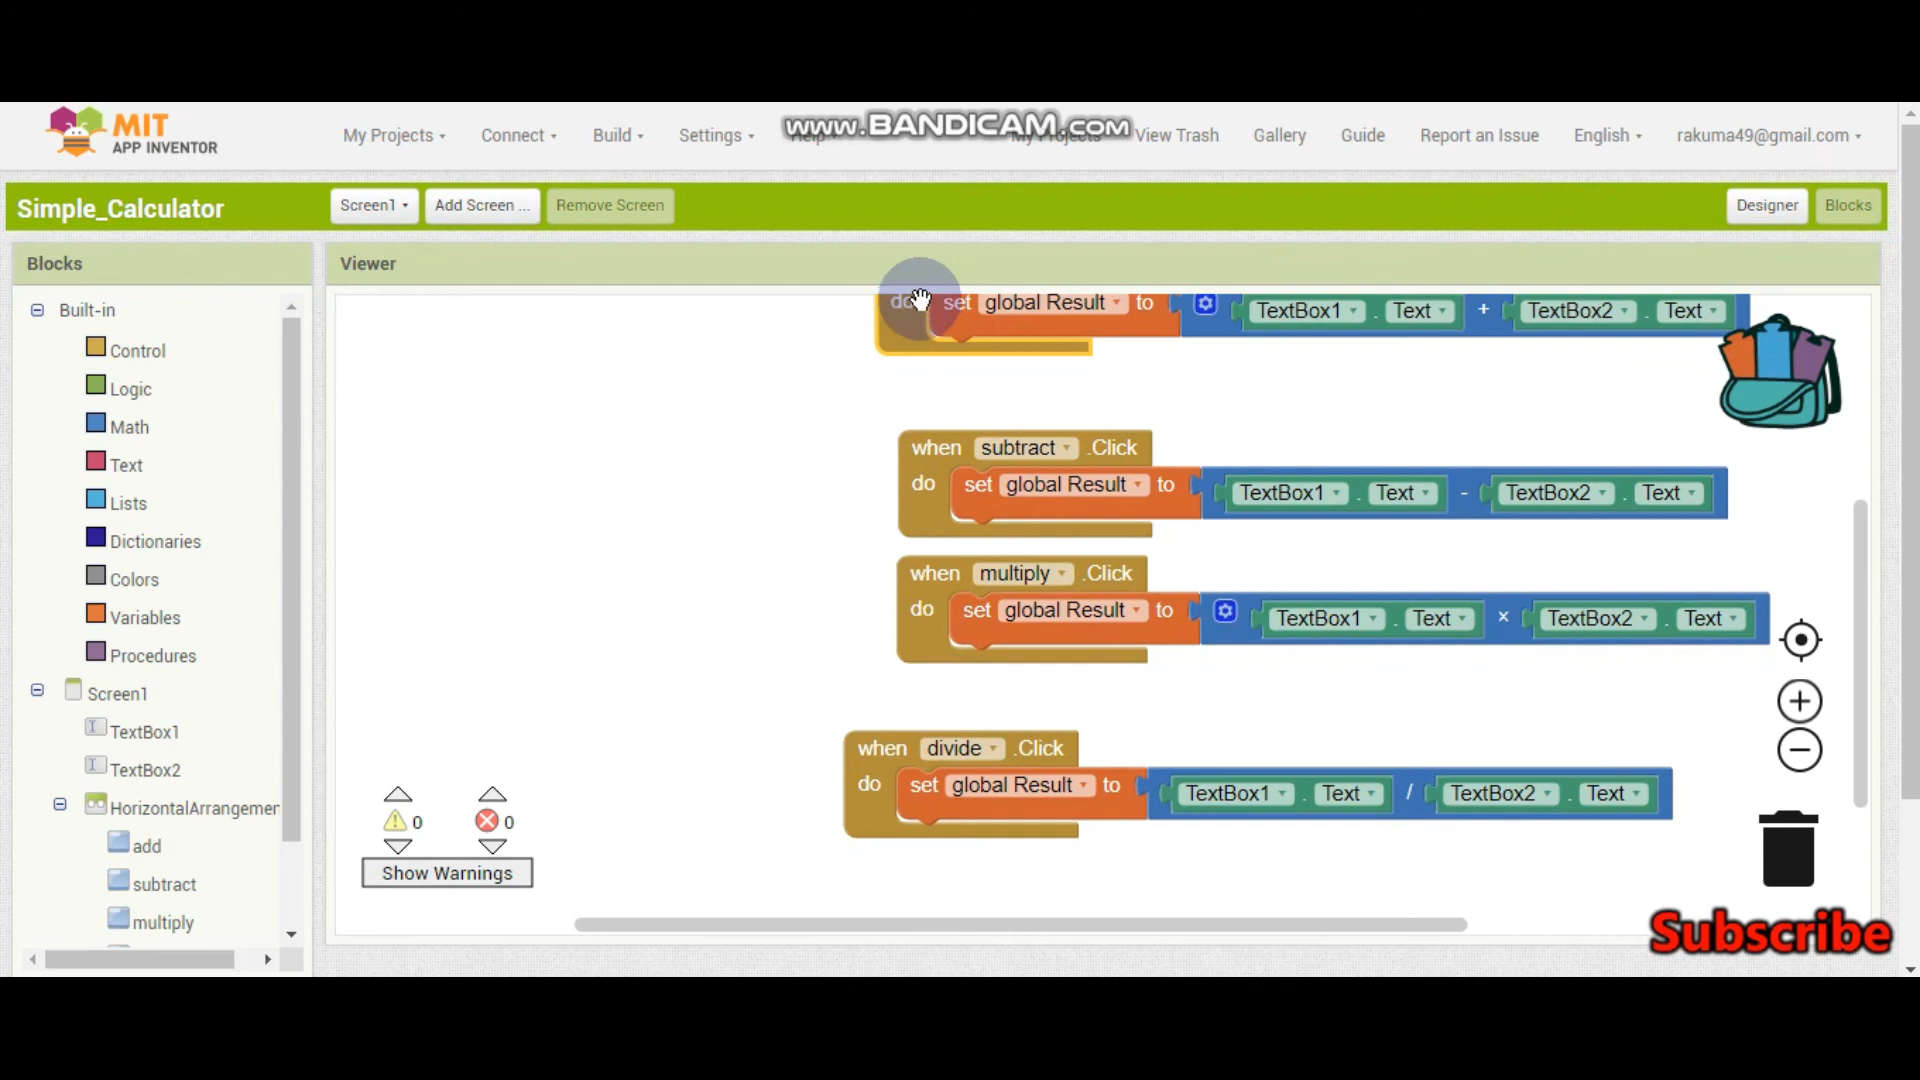 www.BANDICAM.com
MIT
APP INVENTOR
My Projects
Connect
Build
Settings
Help
My Projects
View Trash
Gallery
Guide
Report an Issue
English
rakuma49@gmail.com
Simple_Calculator
Screen1
Add Screen ...
Remove Screen
Designer
Blocks
Blocks
Viewer
Built-in
Control
Logic
Math
Text
Lists
Dictionaries
Colors
Variables
Procedures
Screen1
TextBox1
TextBox2
HorizontalArrangemen
add
subtract
multiply
do set global Result to TextBox1 . Text + TextBox2 . Text
when subtract .Click
do set global Result to TextBox1 . Text - TextBox2 . Text
when multiply .Click
do set global Result to TextBox1 . Text × TextBox2 . Text
when divide .Click
do set global Result to TextBox1 . Text / TextBox2 . Text
0 0
Show Warnings
Subscribe